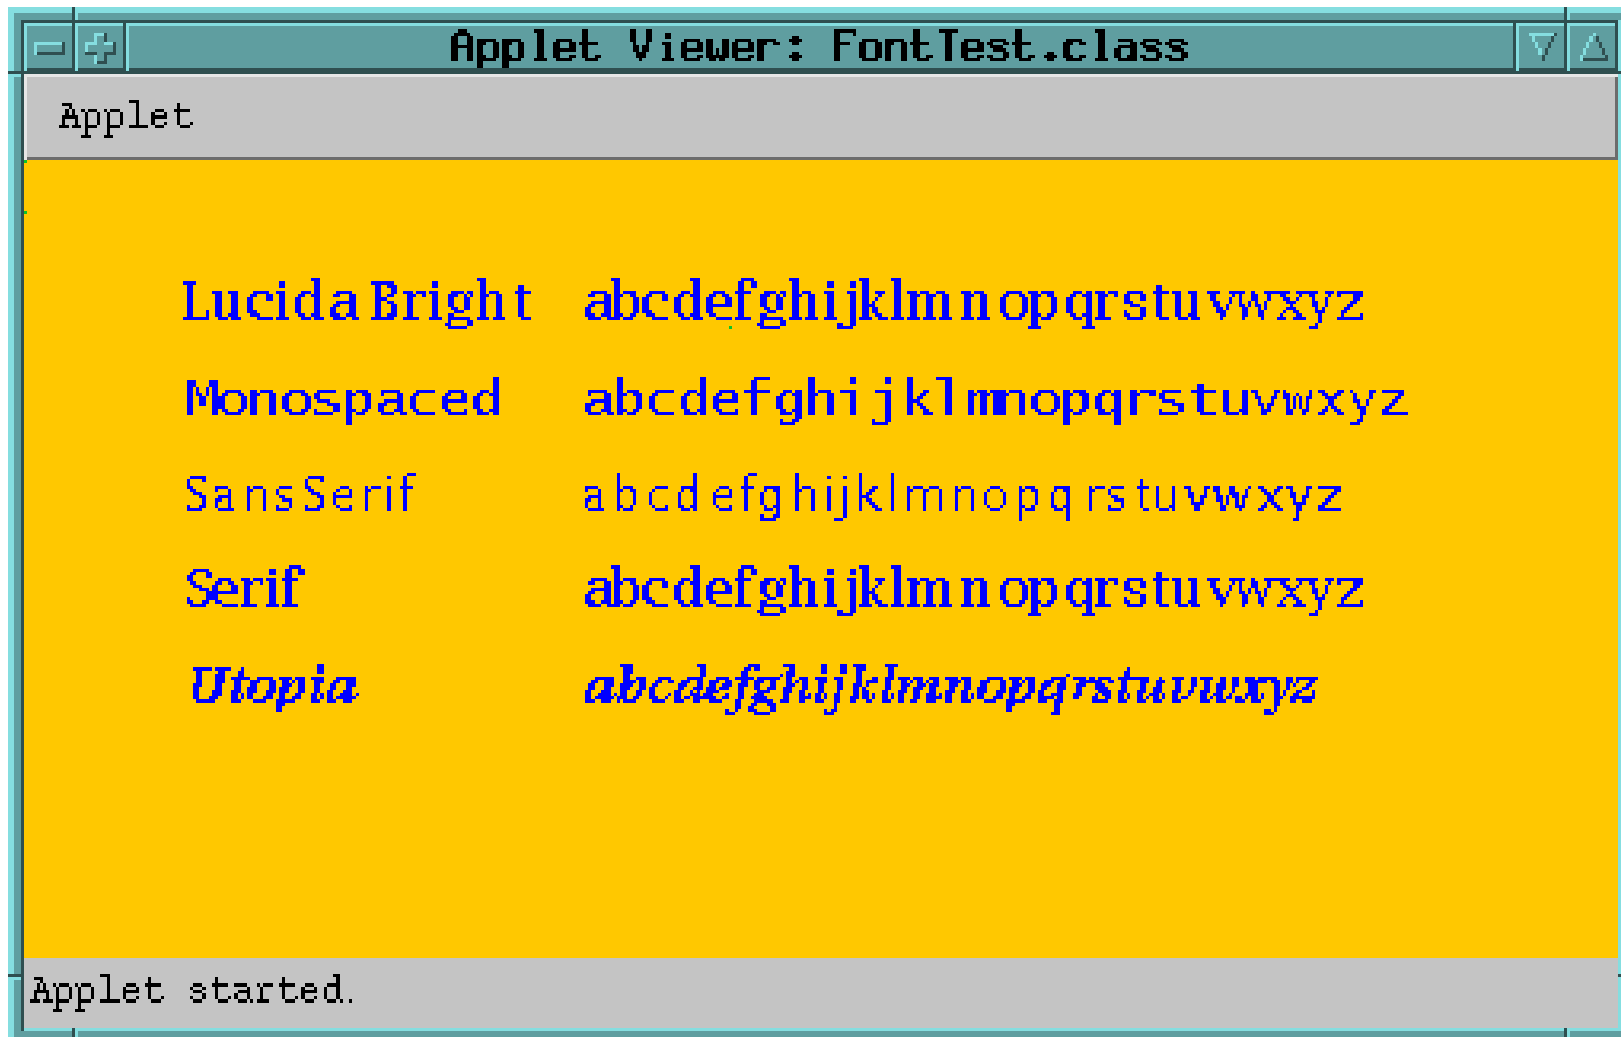 Applet Viewer: FontTest.class
Applet
Lucida Bright abcdefghijklmnopqrstuvwxyz
Monospaced abcdefghijklmnopqrstuvwxyz
SansSerif abcdefghijklmnopqrstuvwxyz
Serif abcdefghijklmnopqrstuvwxyz
Utopia abcdefghijklmnopqrstuvwxyz
Applet started.